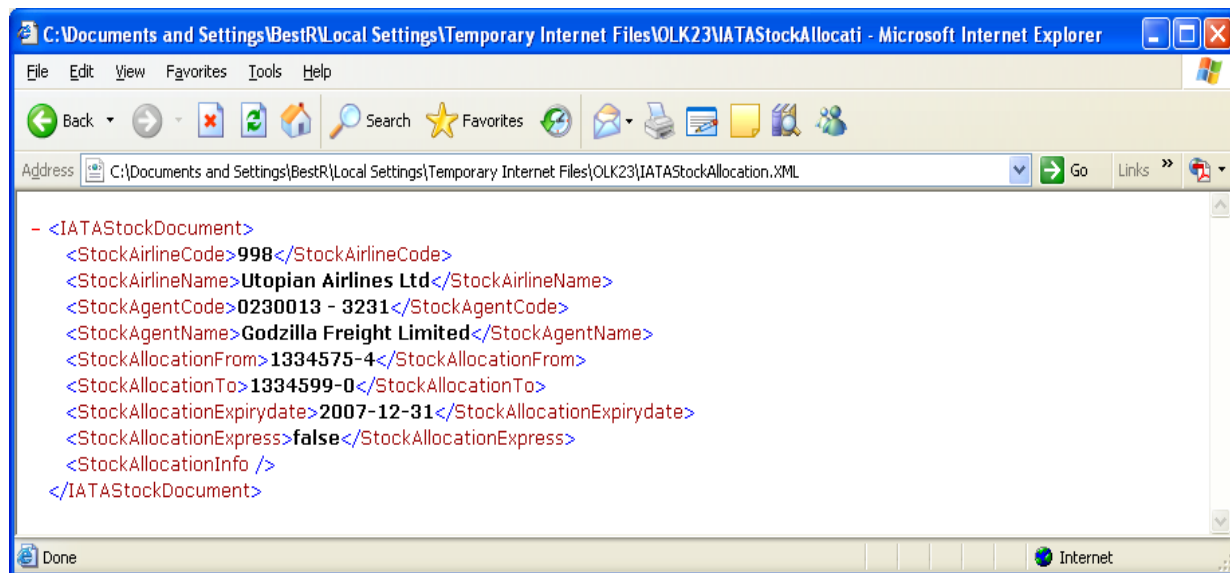 C:\Documents and Settings\BestR\Local Settings\Temporary Internet Files\OLK23\IATAStockAllocati - Microsoft Internet Explorer
File Edit View Favorites Tools Help
Back Search Favorites
Address C:\Documents and Settings\BestR\Local Settings\Temporary Internet Files\OLK23\IATAStockAllocation.XML Go Links »
- <IATAStockDocument>
<StockAirlineCode>998</StockAirlineCode>
<StockAirlineName>Utopian Airlines Ltd</StockAirlineName>
<StockAgentCode>0230013 - 3231</StockAgentCode>
<StockAgentName>Godzilla Freight Limited</StockAgentName>
<StockAllocationFrom>1334575-4</StockAllocationFrom>
<StockAllocationTo>1334599-0</StockAllocationTo>
<StockAllocationExpirydate>2007-12-31</StockAllocationExpirydate>
<StockAllocationExpress>false</StockAllocationExpress>
<StockAllocationInfo />
</IATAStockDocument>
Done Internet